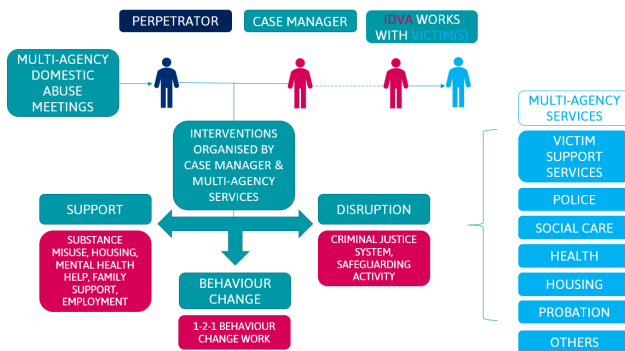 PERPETRATOR
CASE MANAGER
IDVA WORKS
WITH VICTIM(S)
MULTI-AGENCY
DOMESTIC
ABUSE
MEETINGS
INTERVENTIONS
ORGANISED BY
CASE MANAGER &
MULTI-AGENCY
SERVICES
SUPPORT
SUBSTANCE
MISUSE, HOUSING,
MENTAL HEALTH
HELP, FAMILY
SUPPORT,
EMPLOYMENT
BEHAVIOUR
CHANGE
1-2-1 BEHAVIOUR
CHANGE WORK
DISRUPTION
CRIMINAL JUSTICE
SYSTEM,
SAFEGUARDING
ACTIVITY
MULTI-AGENCY
SERVICES
VICTIM
SUPPORT
SERVICES
POLICE
SOCIAL CARE
HEALTH
HOUSING
PROBATION
OTHERS